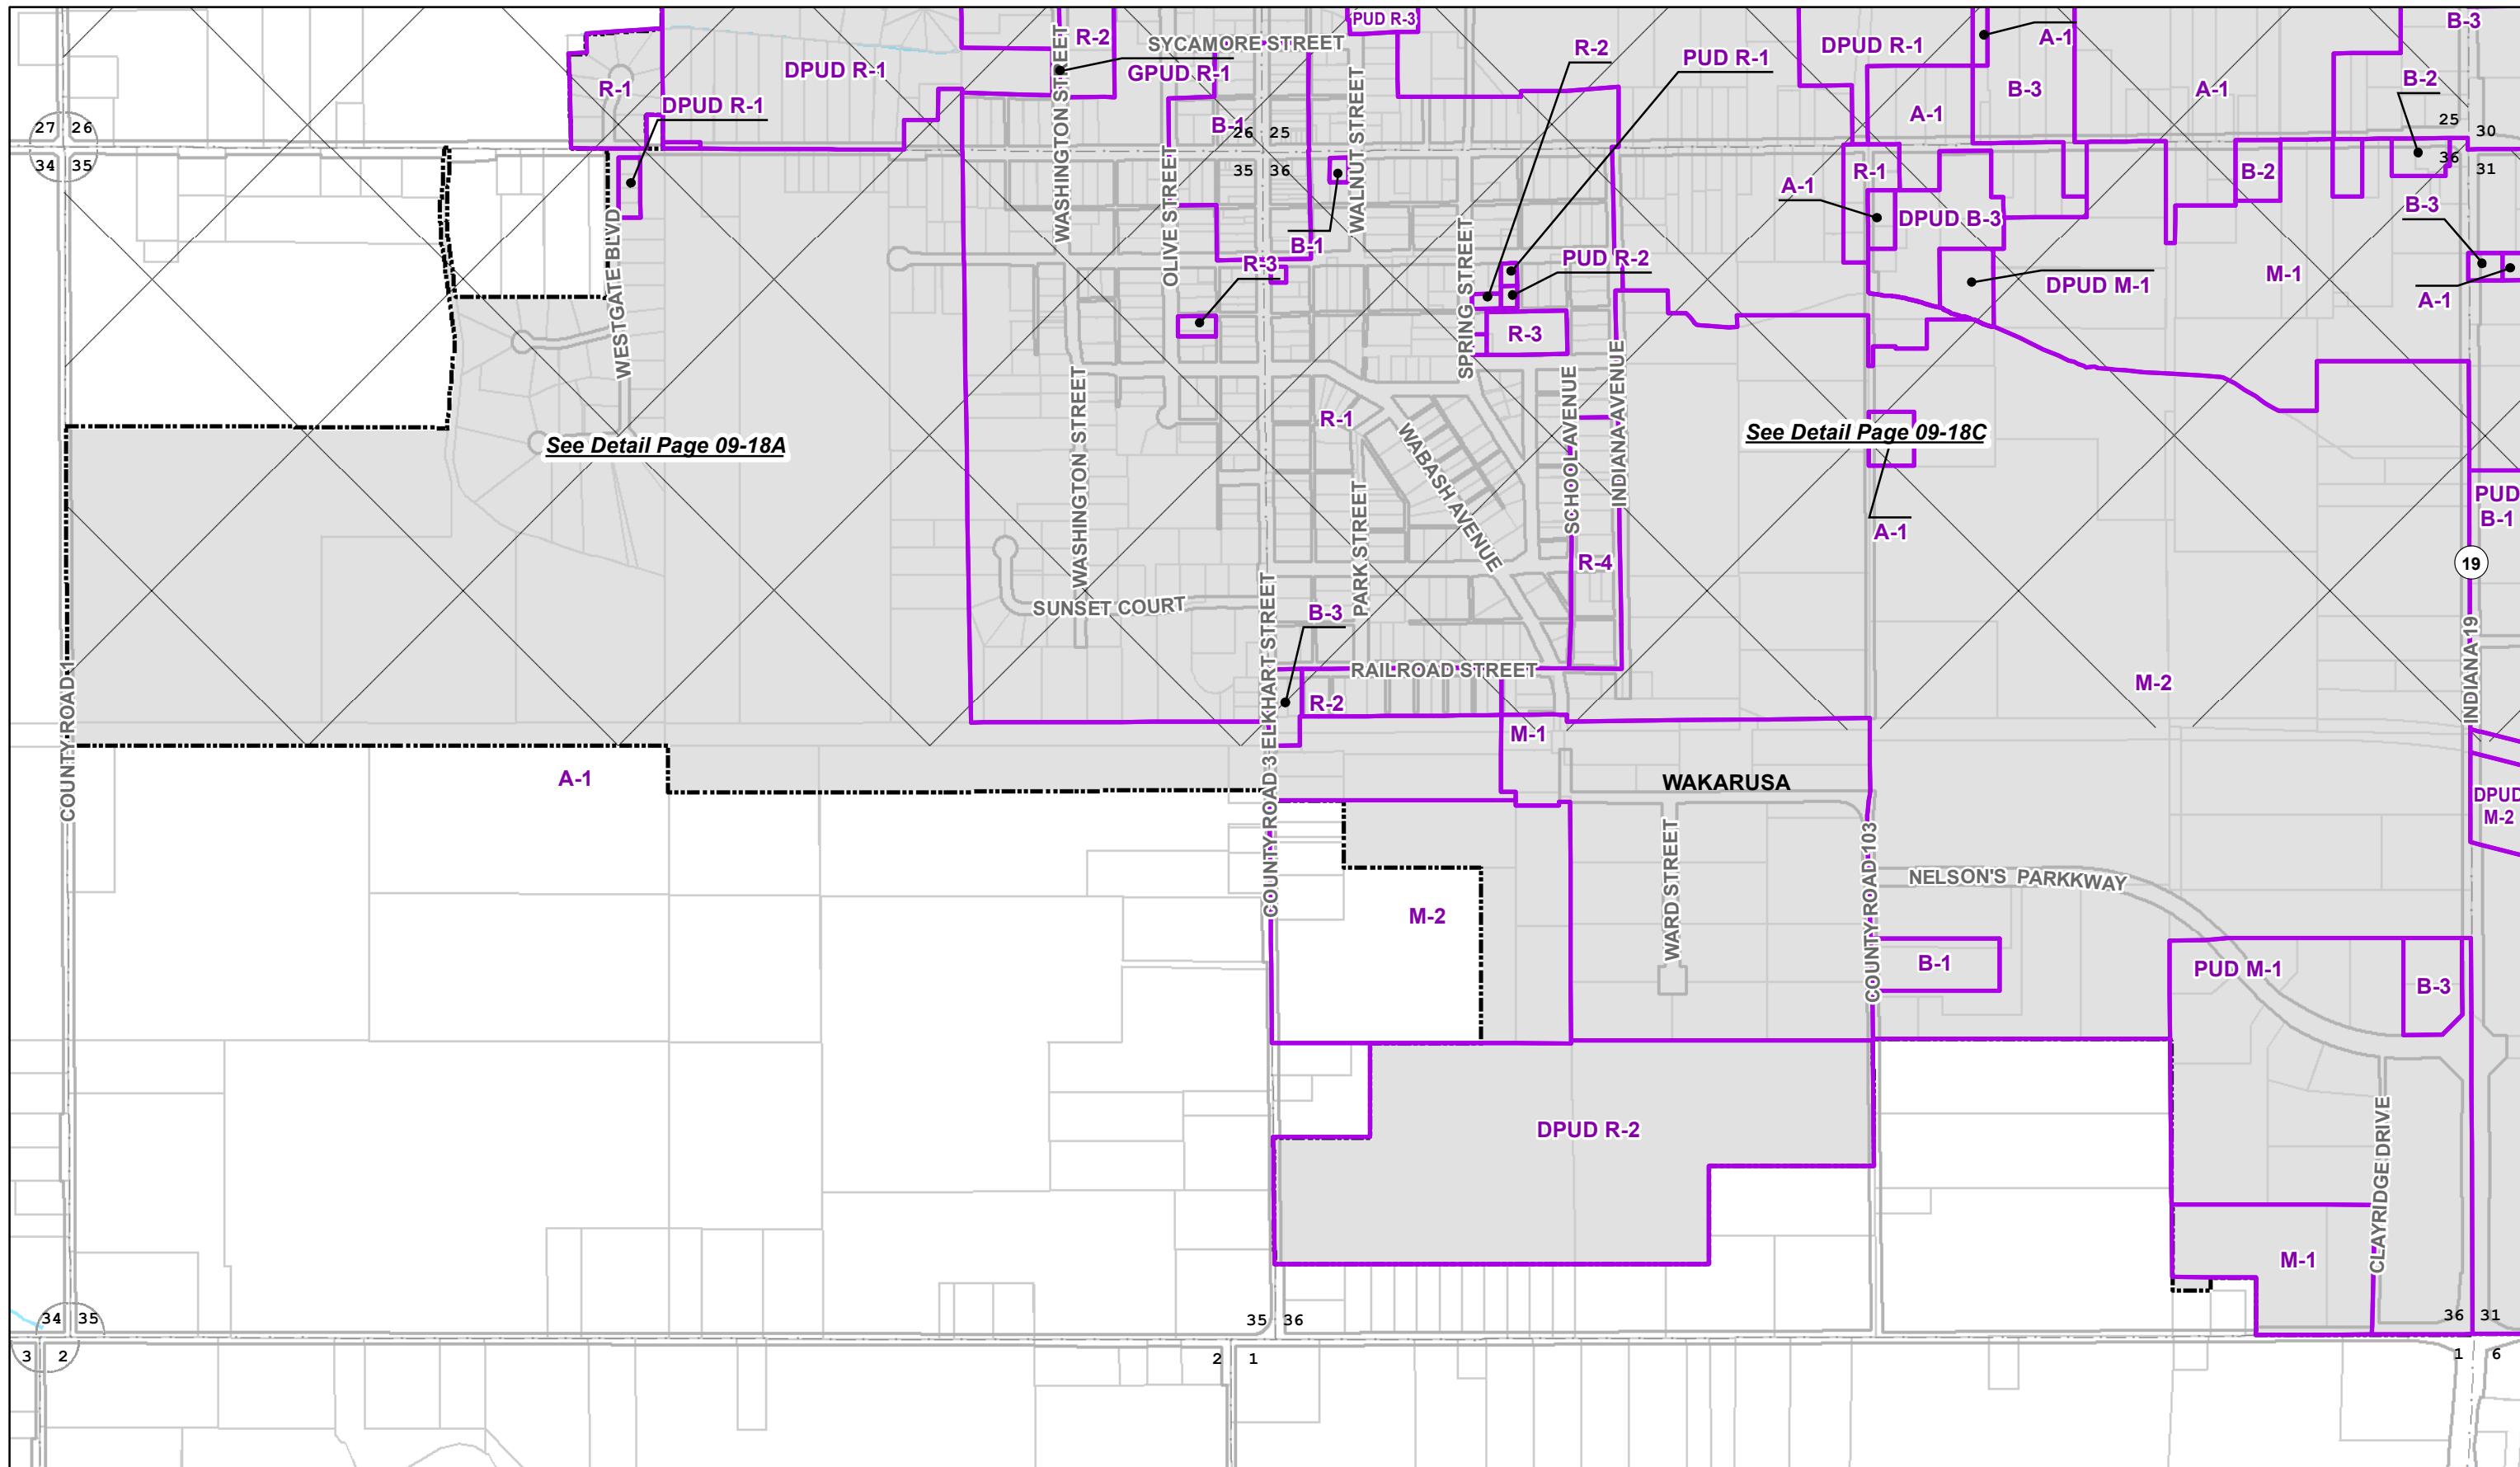 PUD R-3
B-3
R-2
SYCAMORE STREET
R-2
PUD R-1
DPUD R-1
A-1
GPUD R-1
DPUD R-1
R-1
DPUD R-1
B-2
B-3
A-1
A-1
WASHINGTON STREET
WALNUT STREET
B-1
27 26
34 35
26 25
35 36
25
30
36
31
OLIVE STREET
R-1
A-1
B-2
DPUD B-3
B-3
WESTGATE BLVD
SPRING STREET
B-1
R-3
PUD R-2
M-1
DPUD M-1
A-1
R-3
INDIANA AVENUE
SCHOOL AVENUE
WASHINGTON STREET
R-1
WABASH AVENUE
See Detail Page 09-18A
See Detail Page 09-18C
PARK STREET
PUD
B-1
A-1
19
R-4
SUNSET COURT
B-3
COUNTY ROAD 3 ELKHART STREET
RAILROAD STREET
INDIANA 19
M-2
R-2
COUNTY ROAD 1
M-1
A-1
WAKARUSA
DPUD
M-2
WARD STREET
COUNTY ROAD 103
NELSON'S PARKKWAY
M-2
B-1
PUD M-1
B-3
DPUD R-2
CLAYRIDGE DRIVE
M-1
34 35
35 36
36 31
3 2
2 1
1 6